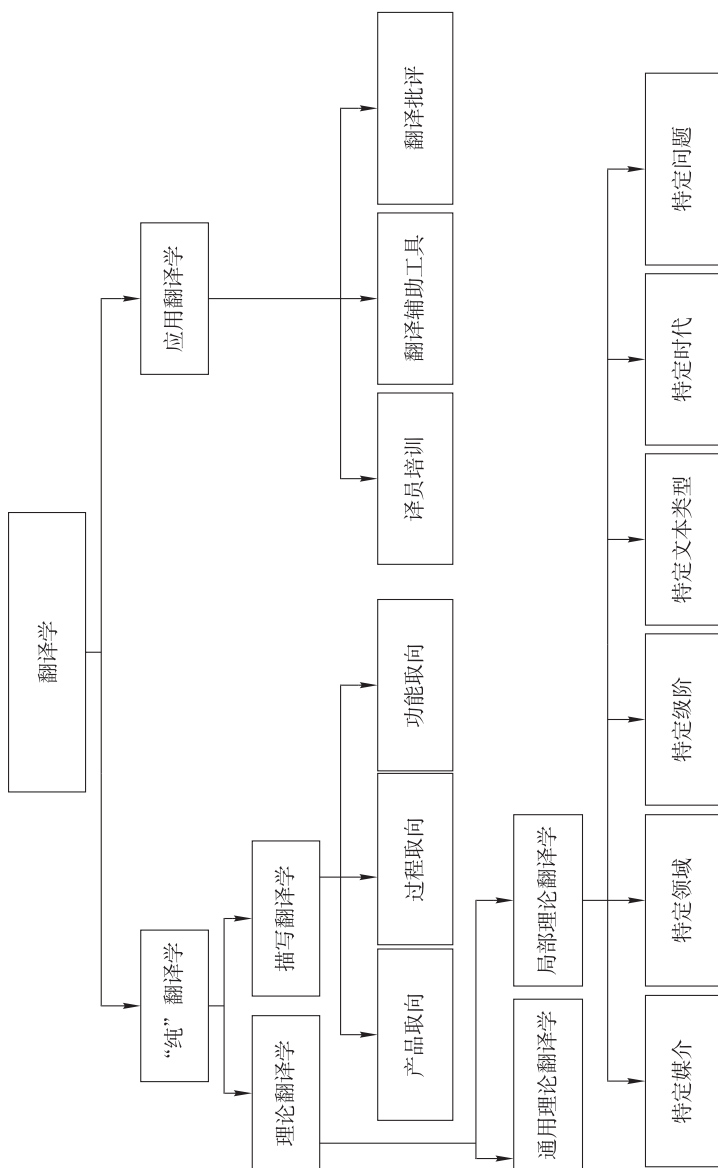 翻译学
“纯”翻译学
应用翻译学
理论翻译学
描写翻译学
产品取向
过程取向
功能取向
译员培训
翻译辅助工具
翻译批评
通用理论翻译学
局部理论翻译学
特定媒介
特定领域
特定级阶
特定文本类型
特定时代
特定问题